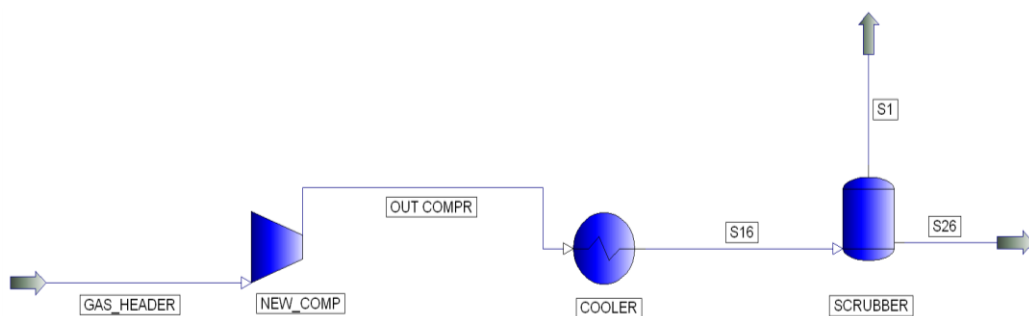 S1
OUT COMPR
S16
S26
GAS_HEADER
NEW_COMP
COOLER
SCRUBBER